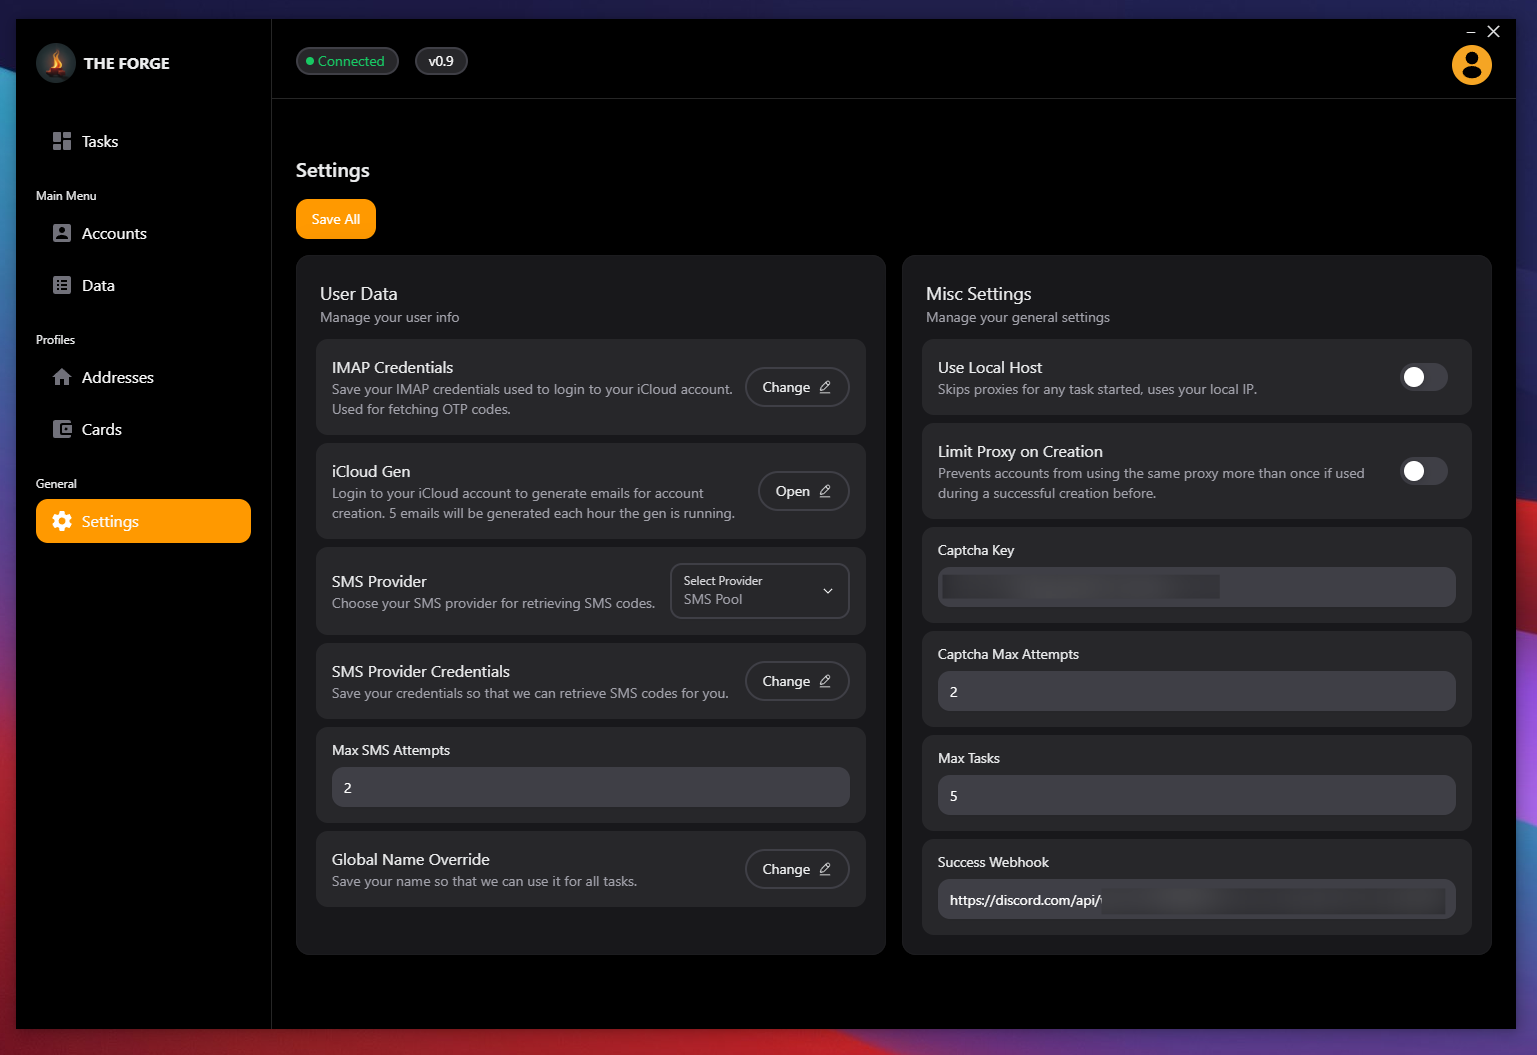 THE FORGE
Connected
v0.9
Tasks
Main Menu
Accounts
Data
Profiles
Addresses
Cards
General
Settings
Settings
Save All
User Data
Manage your user info
IMAP Credentials
Save your IMAP credentials used to login to your iCloud account.
Used for fetching OTP codes.
Change
iCloud Gen
Login to your iCloud account to generate emails for account
creation. 5 emails will be generated each hour the gen is running.
Open
SMS Provider
Choose your SMS provider for retrieving SMS codes.
Select Provider
SMS Pool
SMS Provider Credentials
Save your credentials so that we can retrieve SMS codes for you.
Change
Max SMS Attempts
2
Global Name Override
Save your name so that we can use it for all tasks.
Change
Misc Settings
Manage your general settings
Use Local Host
Skips proxies for any task started, uses your local IP.
Limit Proxy on Creation
Prevents accounts from using the same proxy more than once if used
during a successful creation before.
Captcha Key
Captcha Max Attempts
2
Max Tasks
5
Success Webhook
https://discord.com/api/